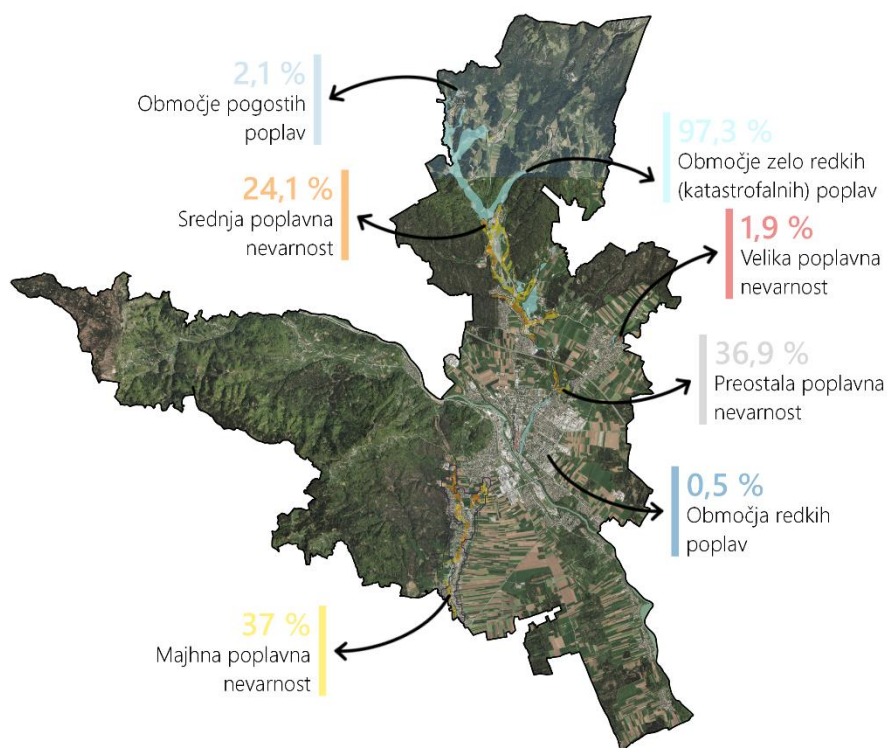 2,1 %
Območje pogostih
poplav
97,3 %
Območje zelo redkih
(katastrofalnih) poplav
24,1 %
Srednja poplavna
nevarnost
1,9 %
Velika poplavna
nevarnost
36,9 %
Preostala poplavna
nevarnost
0,5 %
Območja redkih
poplav
37 %
Majhna poplavna
nevarnost